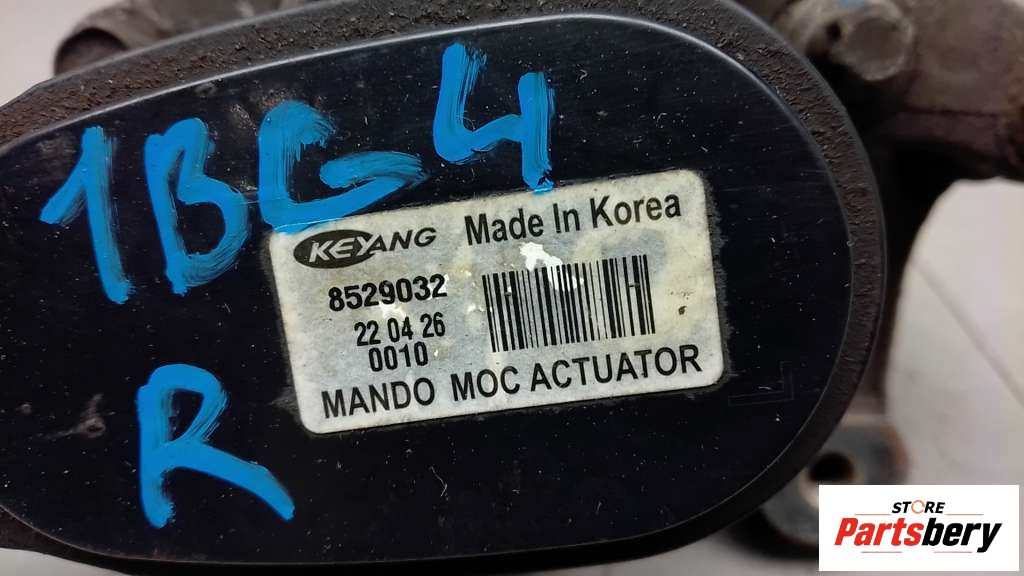 1BG4
KEYANG
Made In Korea
8529032
22 04 26
0010
MANDO MOC ACTUATOR
R
STORE
Partsbery